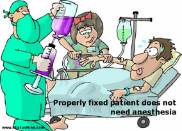 Properly fixed patient does not
need anesthesia